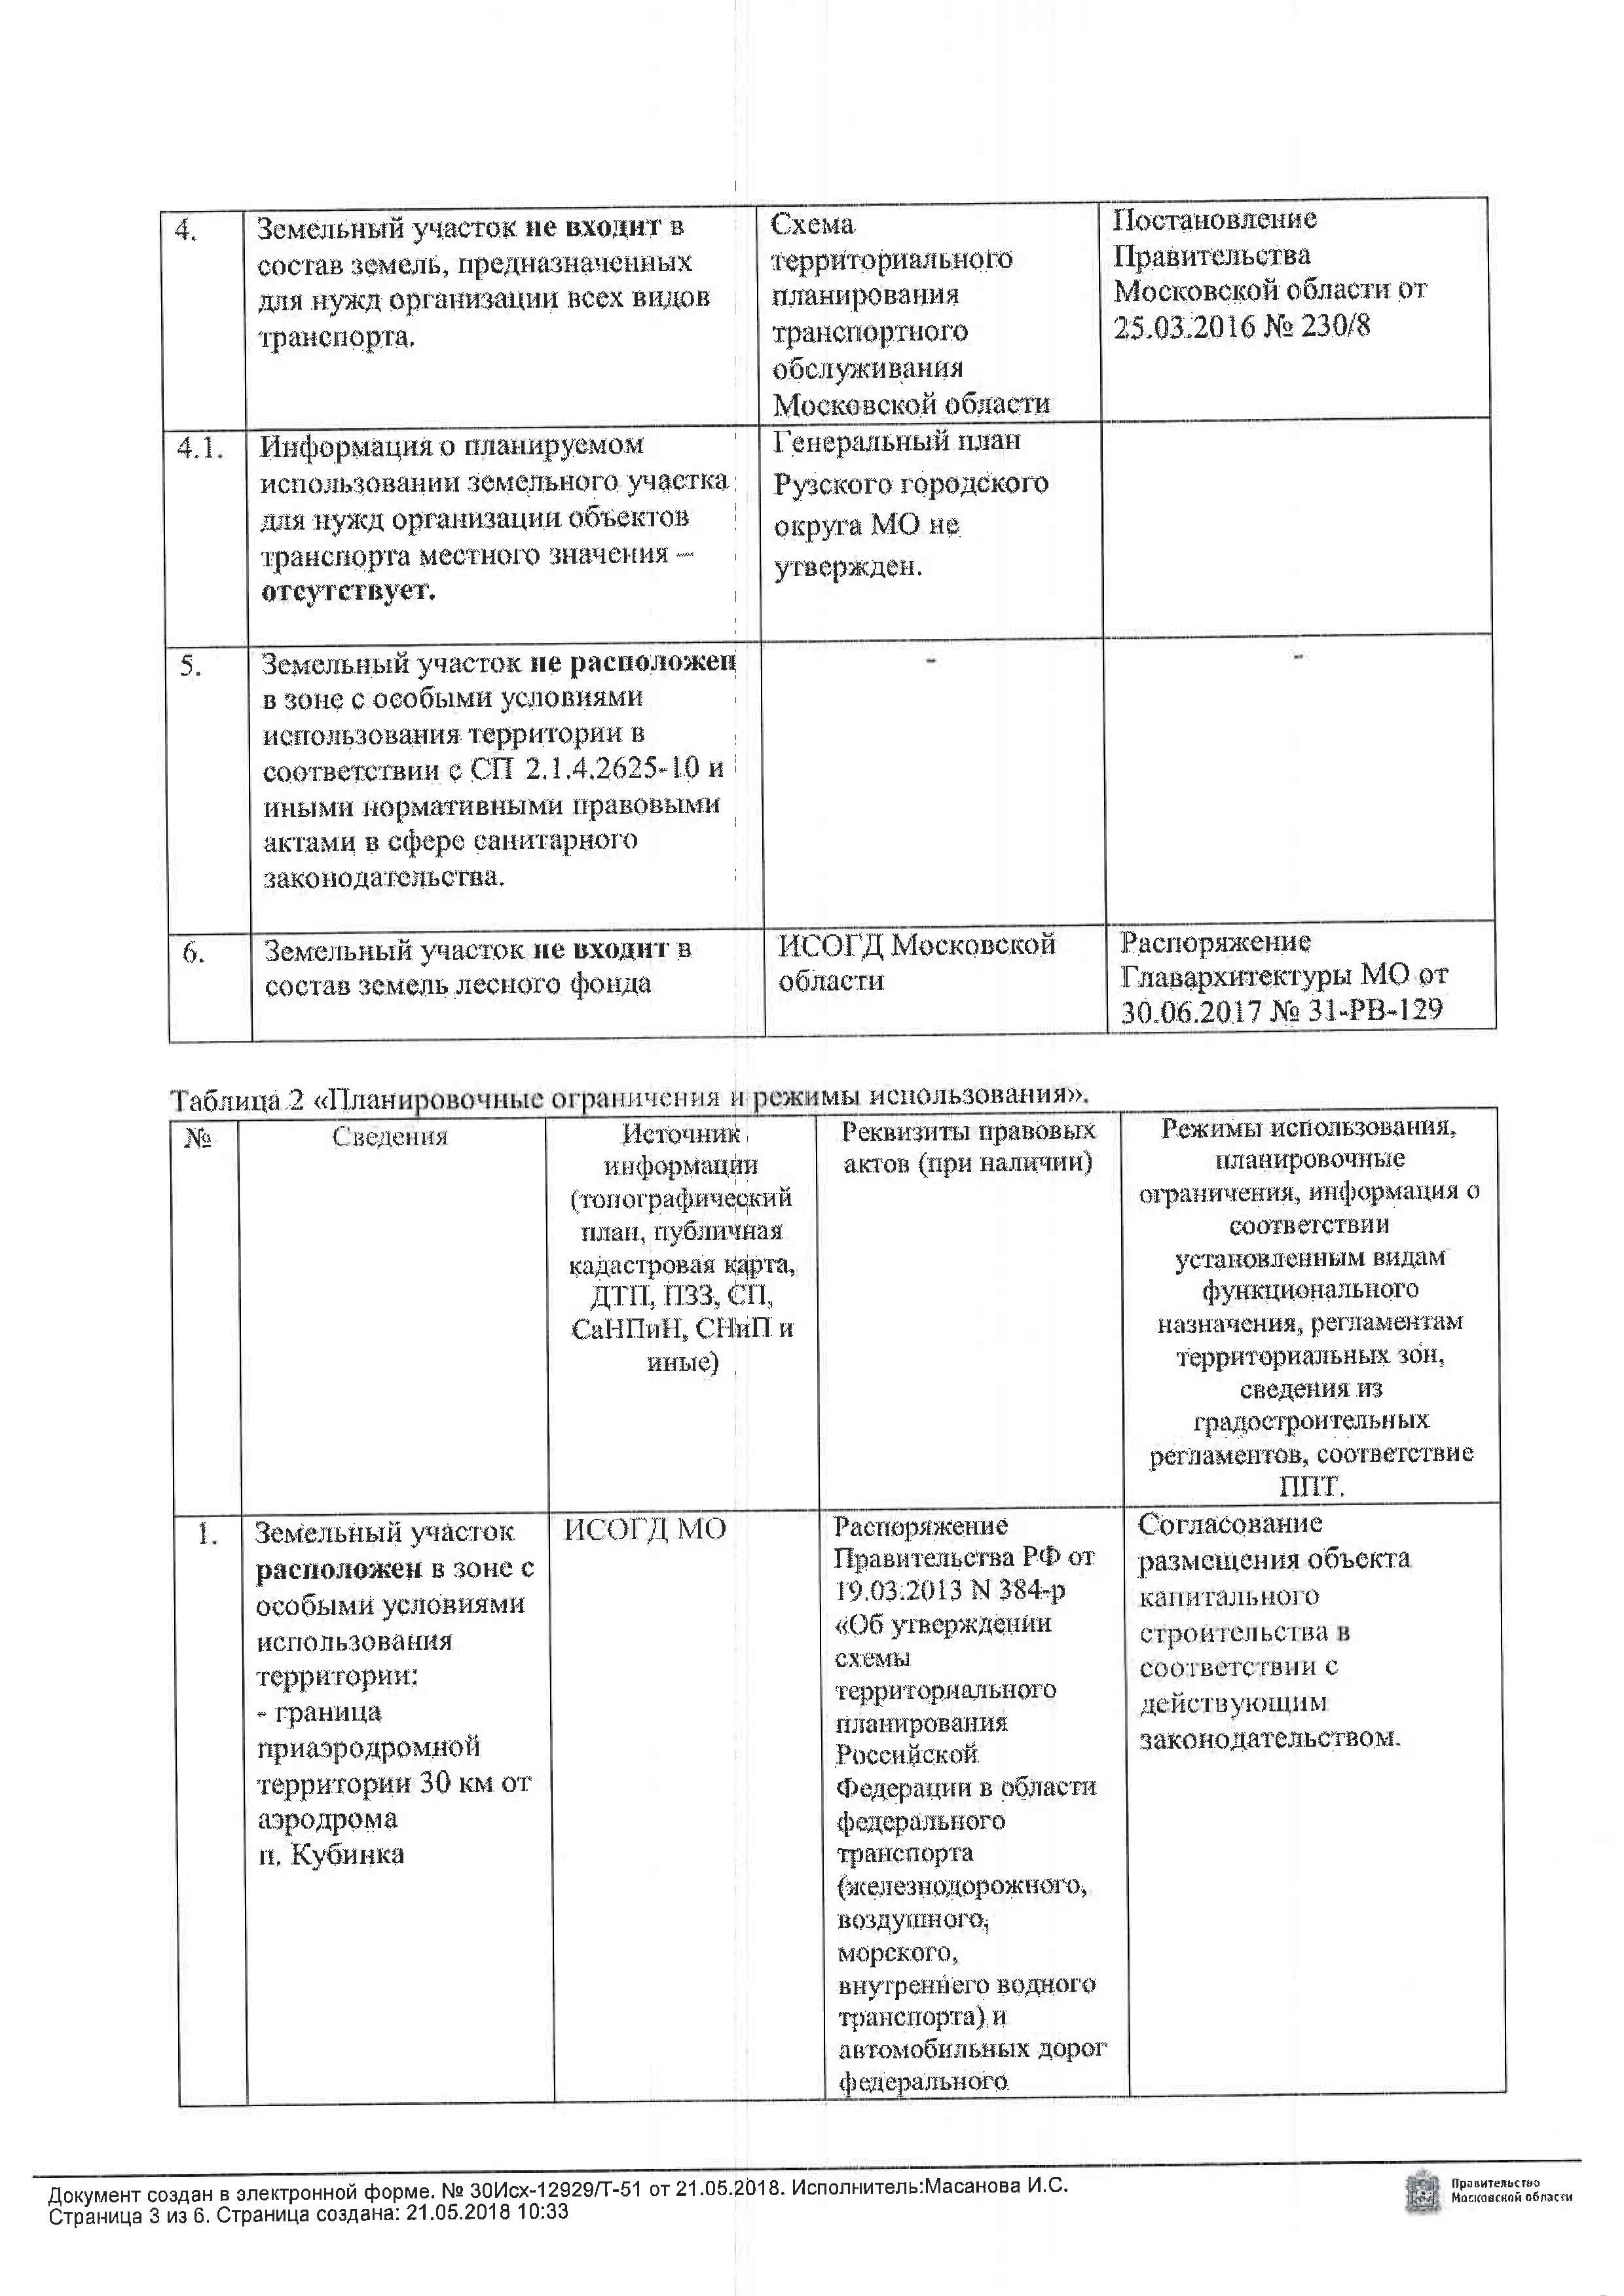 4.
Земельный участок не входит в
состав земель, предназначенных
для нужд организации всех видов
транспорта.
Схема
территориального
планирования
транспортного
обслуживания
Московской области
Постановление
Правительства
Московской области от
25.03.2016 № 230/8
4.1.
Информация о планируемом
использовании земельного участка
для нужд организации объектов
транспорта местного значения –
отсутствует.
Генеральный план
Рузского городского
округа МО не
утвержден.
5.
Земельный участок не расположен
в зоне с особыми условиями
использования территории в
соответствии с СП 2.1.4.2625-10 и
иными нормативными правовыми
актами в сфере санитарного
законодательства.
-
-
6.
Земельный участок не входит в
состав земель лесного фонда
ИСОГД Московской
области
Распоряжение
Главархитектуры МО от
30.06.2017 № 31-РВ-129
Таблица 2 «Планировочные ограничения и режимы использования».
№
Сведения
Источник
информации
(топографический
план, публичная
кадастровая карта,
ДТП, ПЗЗ, СП,
СаНПиН, СНиП и
иные)
Реквизиты правовых
актов (при наличии)
Режимы использования,
планировочные
ограничения, информация о
соответствии
установленным видам
функционального
назначения, регламентам
территориальных зон,
сведения из
градостроительных
регламентов, соответствие
ППТ.
1.
Земельный участок
расположен в зоне с
особыми условиями
использования
территории:
- граница
приаэродромной
территории 30 км от
аэродрома
п. Кубинка
ИСОГД МО
Распоряжение
Правительства РФ от
19.03.2013 N 384-р
«Об утверждении
схемы
территориального
планирования
Российской
Федерации в области
федерального
транспорта
(железнодорожного,
воздушного,
морского,
внутреннего водного
транспорта) и
автомобильных дорог
федерального
Согласование
размещения объекта
капитального
строительства в
соответствии с
действующим
законодательством.
Документ создан в электронной форме. № 30Исх-12929/Т-51 от 21.05.2018. Исполнитель:Масанова И.С.
Страница 3 из 6. Страница создана: 21.05.2018 10:33
Правительство
Московской области